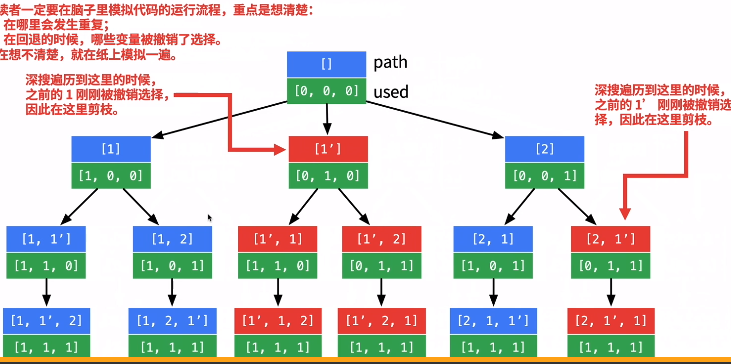 读者一定要在脑子里模拟代码的运行流程，重点是想清楚：
在哪里会发生重复；
在回退的时候，哪些变量被撤销了选择。
在想不清楚，就在纸上模拟一遍。
[]
path
[0, 0, 0]
used
深搜遍历到这里的时候，
之前的 1 刚刚被撤销选择，
因此在这里剪枝。
深搜遍历到这里的时候，
之前的 1’ 刚刚被撤销选
择，因此在这里剪枝。
[1]
[1’]
[2]
[1, 0, 0]
[0, 1, 0]
[0, 0, 1]
[1, 1’]
[1, 2]
[1’, 1]
[1’, 2]
[2, 1]
[2, 1’]
[1, 1, 0]
[1, 0, 1]
[1, 1, 0]
[0, 1, 1]
[1, 0, 1]
[0, 1, 1]
[1, 1’, 2]
[1, 2, 1’]
[1’, 1, 2]
[1’, 2, 1]
[2, 1, 1’]
[2, 1’, 1]
[1, 1, 1]
[1, 1, 1]
[1, 1, 1]
[1, 1, 1]
[1, 1, 1]
[1, 1, 1]